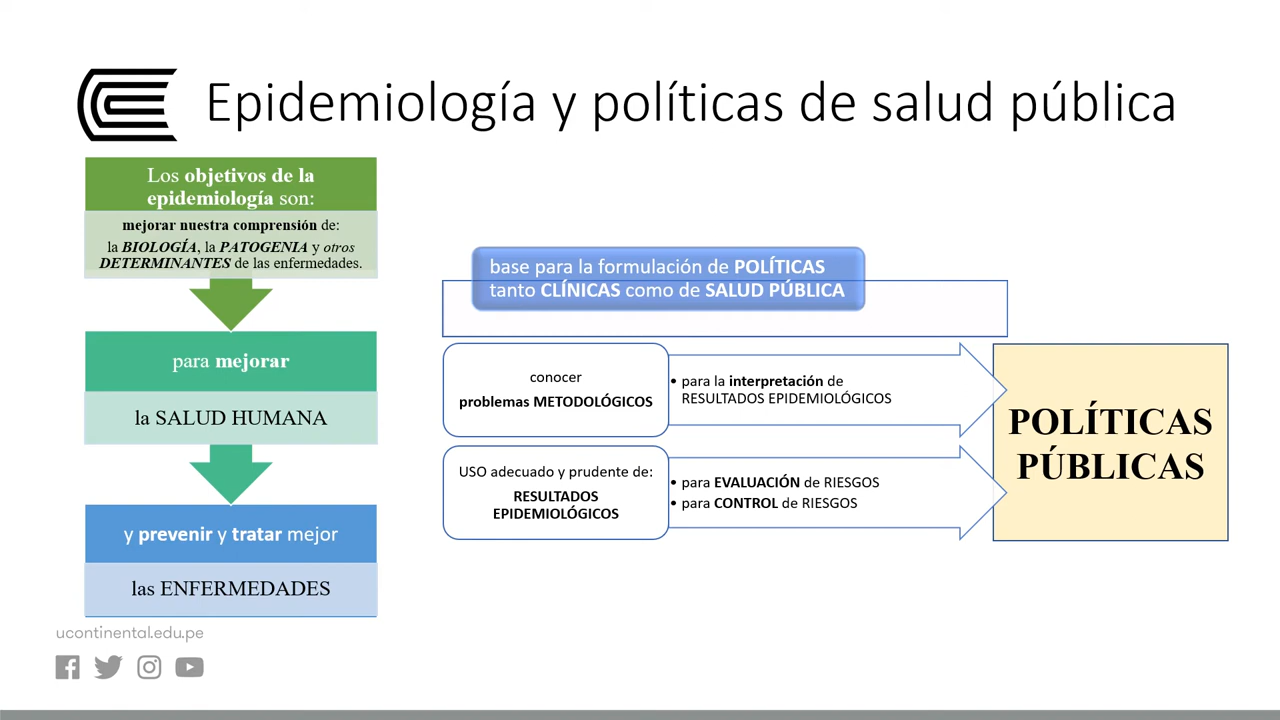 Epidemiología y políticas de salud pública
Los objetivos de la
epidemiología son:
mejorar nuestra comprensión de:
la BIOLOGÍA, la PATOGENIA y otros
DETERMINANTES de las enfermedades.
para mejorar
la SALUD HUMANA
y prevenir y tratar mejor
las ENFERMEDADES
base para la formulación de POLÍTICAS
tanto CLÍNICAS como de SALUD PÚBLICA
conocer
problemas METODOLÓGICOS
• para la interpretación de
RESULTADOS EPIDEMIOLÓGICOS
USO adecuado y prudente de:
RESULTADOS
EPIDEMIOLÓGICOS
• para EVALUACIÓN de RIESGOS
• para CONTROL de RIESGOS
POLÍTICAS
PÚBLICAS
ucontinental.edu.pe